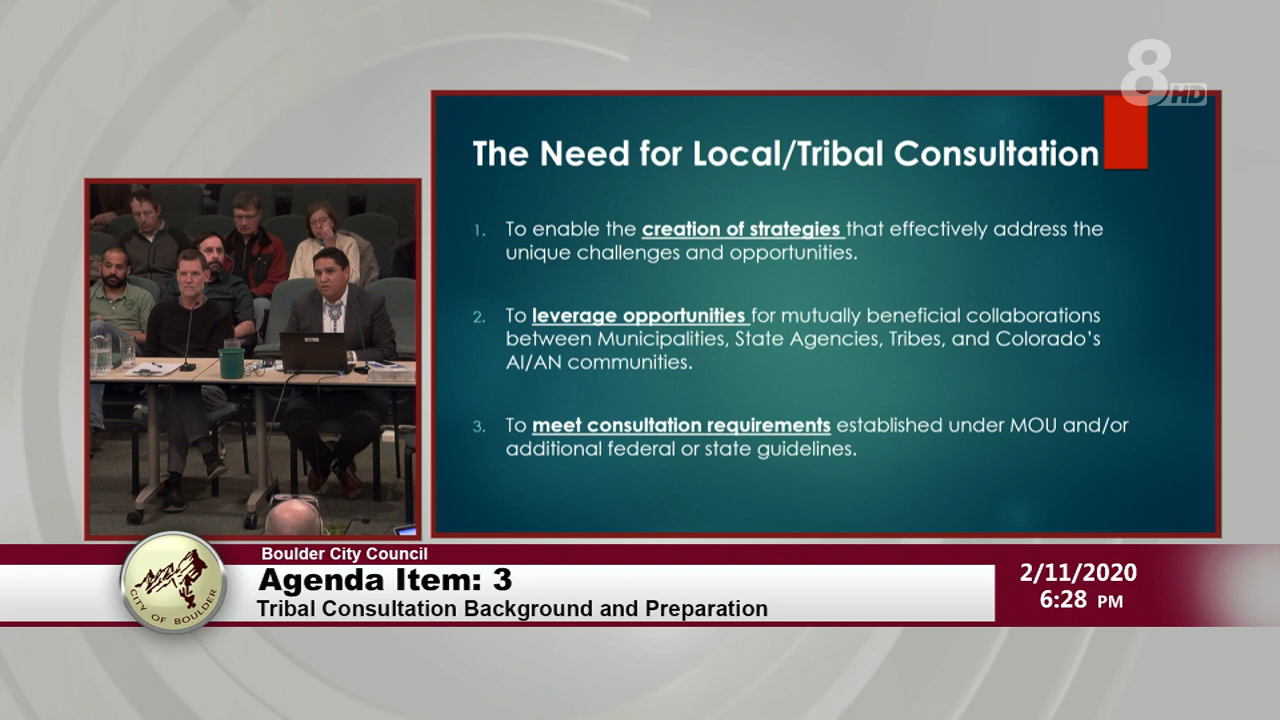 8
HD
The Need for Local/Tribal Consultation
1. To enable the creation of strategies that effectively address the
unique challenges and opportunities.
2. To leverage opportunities for mutually beneficial collaborations
between Municipalities, State Agencies, Tribes, and Colorado's
AI/AN communities.
3. To meet consultation requirements established under MOU and/or
additional federal or state guidelines.
Boulder City Council
Agenda Item: 3
Tribal Consultation Background and Preparation
2/11/2020
6:28 PM
CITY OF BOULDER